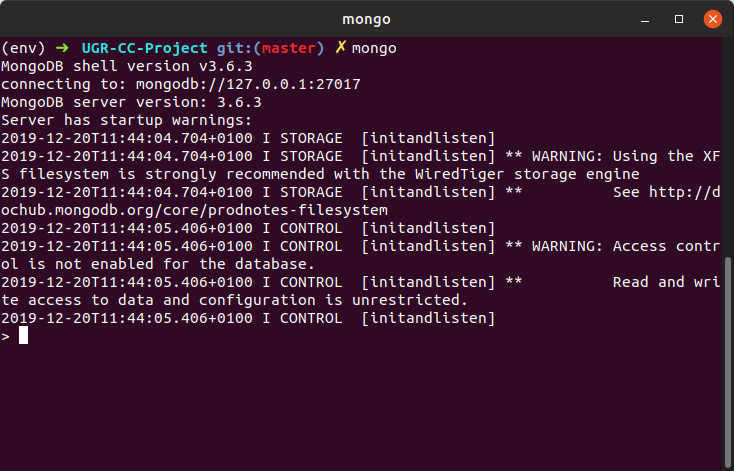 mongo
(env) ➜ UGR-CC-Project git:(master) ✗ mongo
MongoDB shell version v3.6.3
connecting to: mongodb://127.0.0.1:27017
MongoDB server version: 3.6.3
Server has startup warnings:
2019-12-20T11:44:04.704+0100 I STORAGE  [initandlisten]
2019-12-20T11:44:04.704+0100 I STORAGE  [initandlisten] ** WARNING: Using the XF
S filesystem is strongly recommended with the WiredTiger storage engine
2019-12-20T11:44:04.704+0100 I STORAGE  [initandlisten] **          See http://d
ochub.mongodb.org/core/prodnotes-filesystem
2019-12-20T11:44:05.406+0100 I CONTROL  [initandlisten]
2019-12-20T11:44:05.406+0100 I CONTROL  [initandlisten] ** WARNING: Access contr
ol is not enabled for the database.
2019-12-20T11:44:05.406+0100 I CONTROL  [initandlisten] **          Read and wri
te access to data and configuration is unrestricted.
2019-12-20T11:44:05.406+0100 I CONTROL  [initandlisten]
>